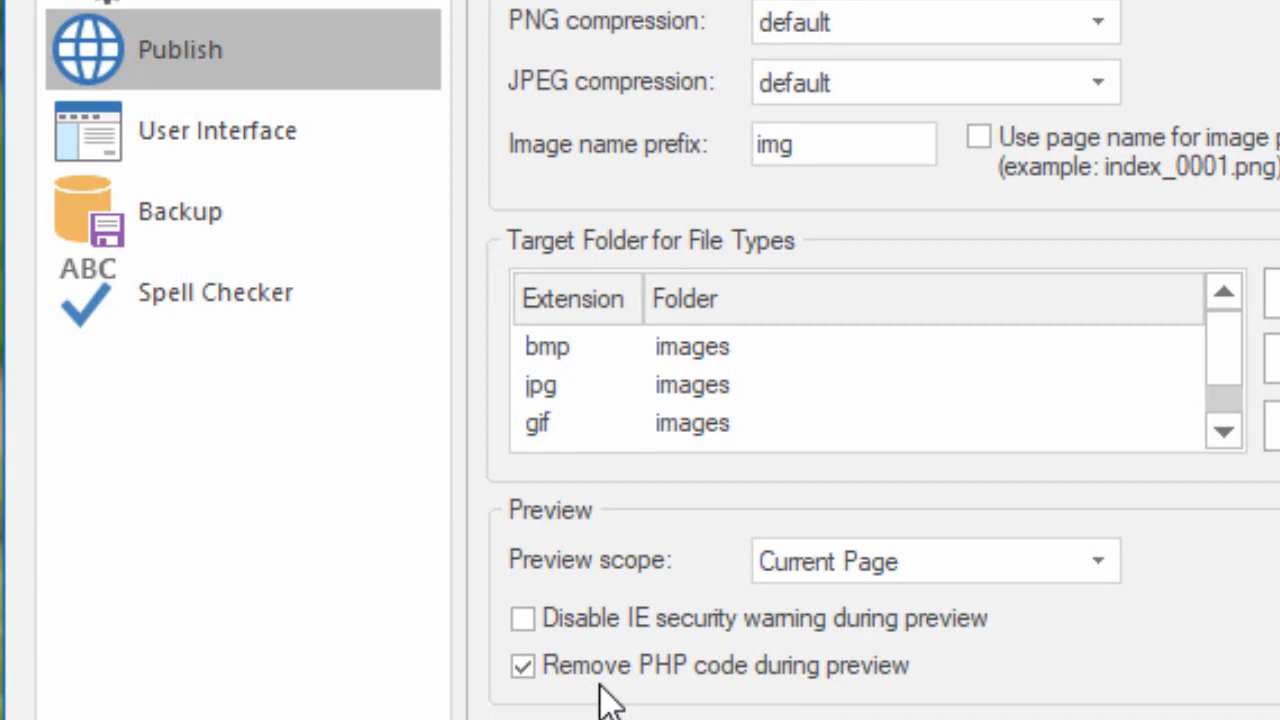 Publish
User Interface
Backup
ABC
Spell Checker
PNG compression: default
JPEG compression: default
Image name prefix: img
Use page name for image p
(example: index_0001.png)
Target Folder for File Types
Extension Folder
bmp images
jpg images
gif images
Preview
Preview scope: Current Page
Disable IE security warning during preview
Remove PHP code during preview